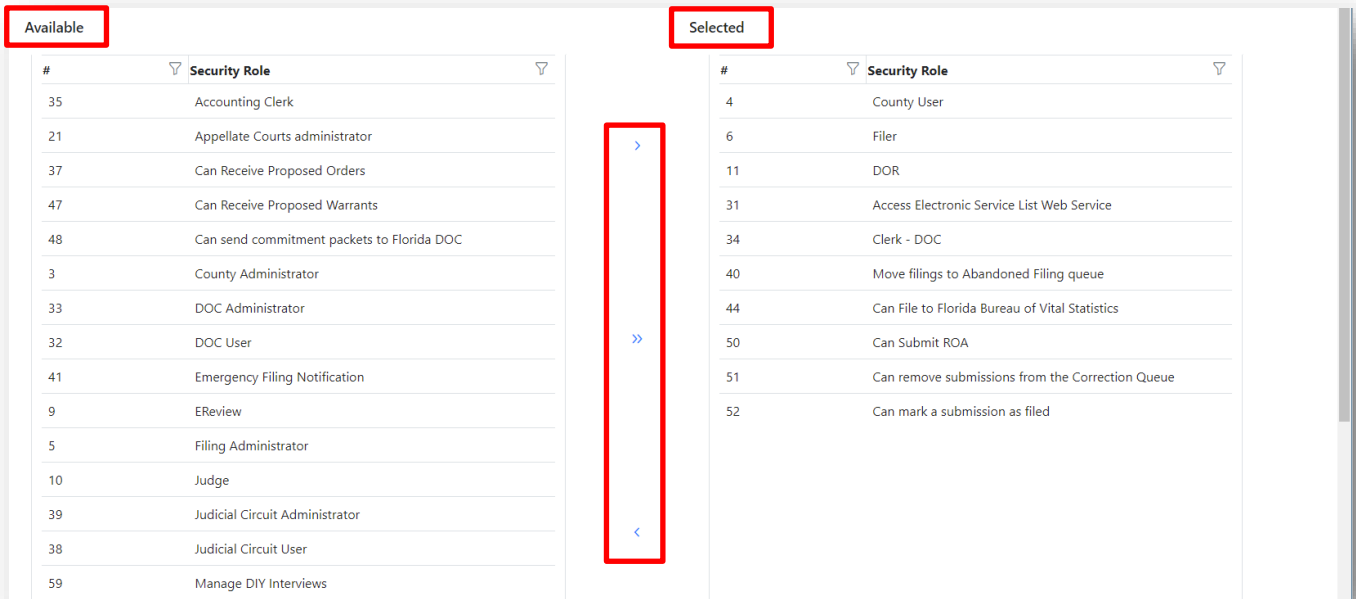 Available
# Security Role
35 Accounting Clerk
21 Appellate Courts administrator
37 Can Receive Proposed Orders
47 Can Receive Proposed Warrants
48 Can send commitment packets to Florida DOC
3 County Administrator
33 DOC Administrator
32 DOC User
41 Emergency Filing Notification
9 EReview
5 Filing Administrator
10 Judge
39 Judicial Circuit Administrator
38 Judicial Circuit User
59 Manage DIY Interviews
>
»
<
Selected
# Security Role
4 County User
6 Filer
11 DOR
31 Access Electronic Service List Web Service
34 Clerk - DOC
40 Move filings to Abandoned Filing queue
44 Can File to Florida Bureau of Vital Statistics
50 Can Submit ROA
51 Can remove submissions from the Correction Queue
52 Can mark a submission as filed